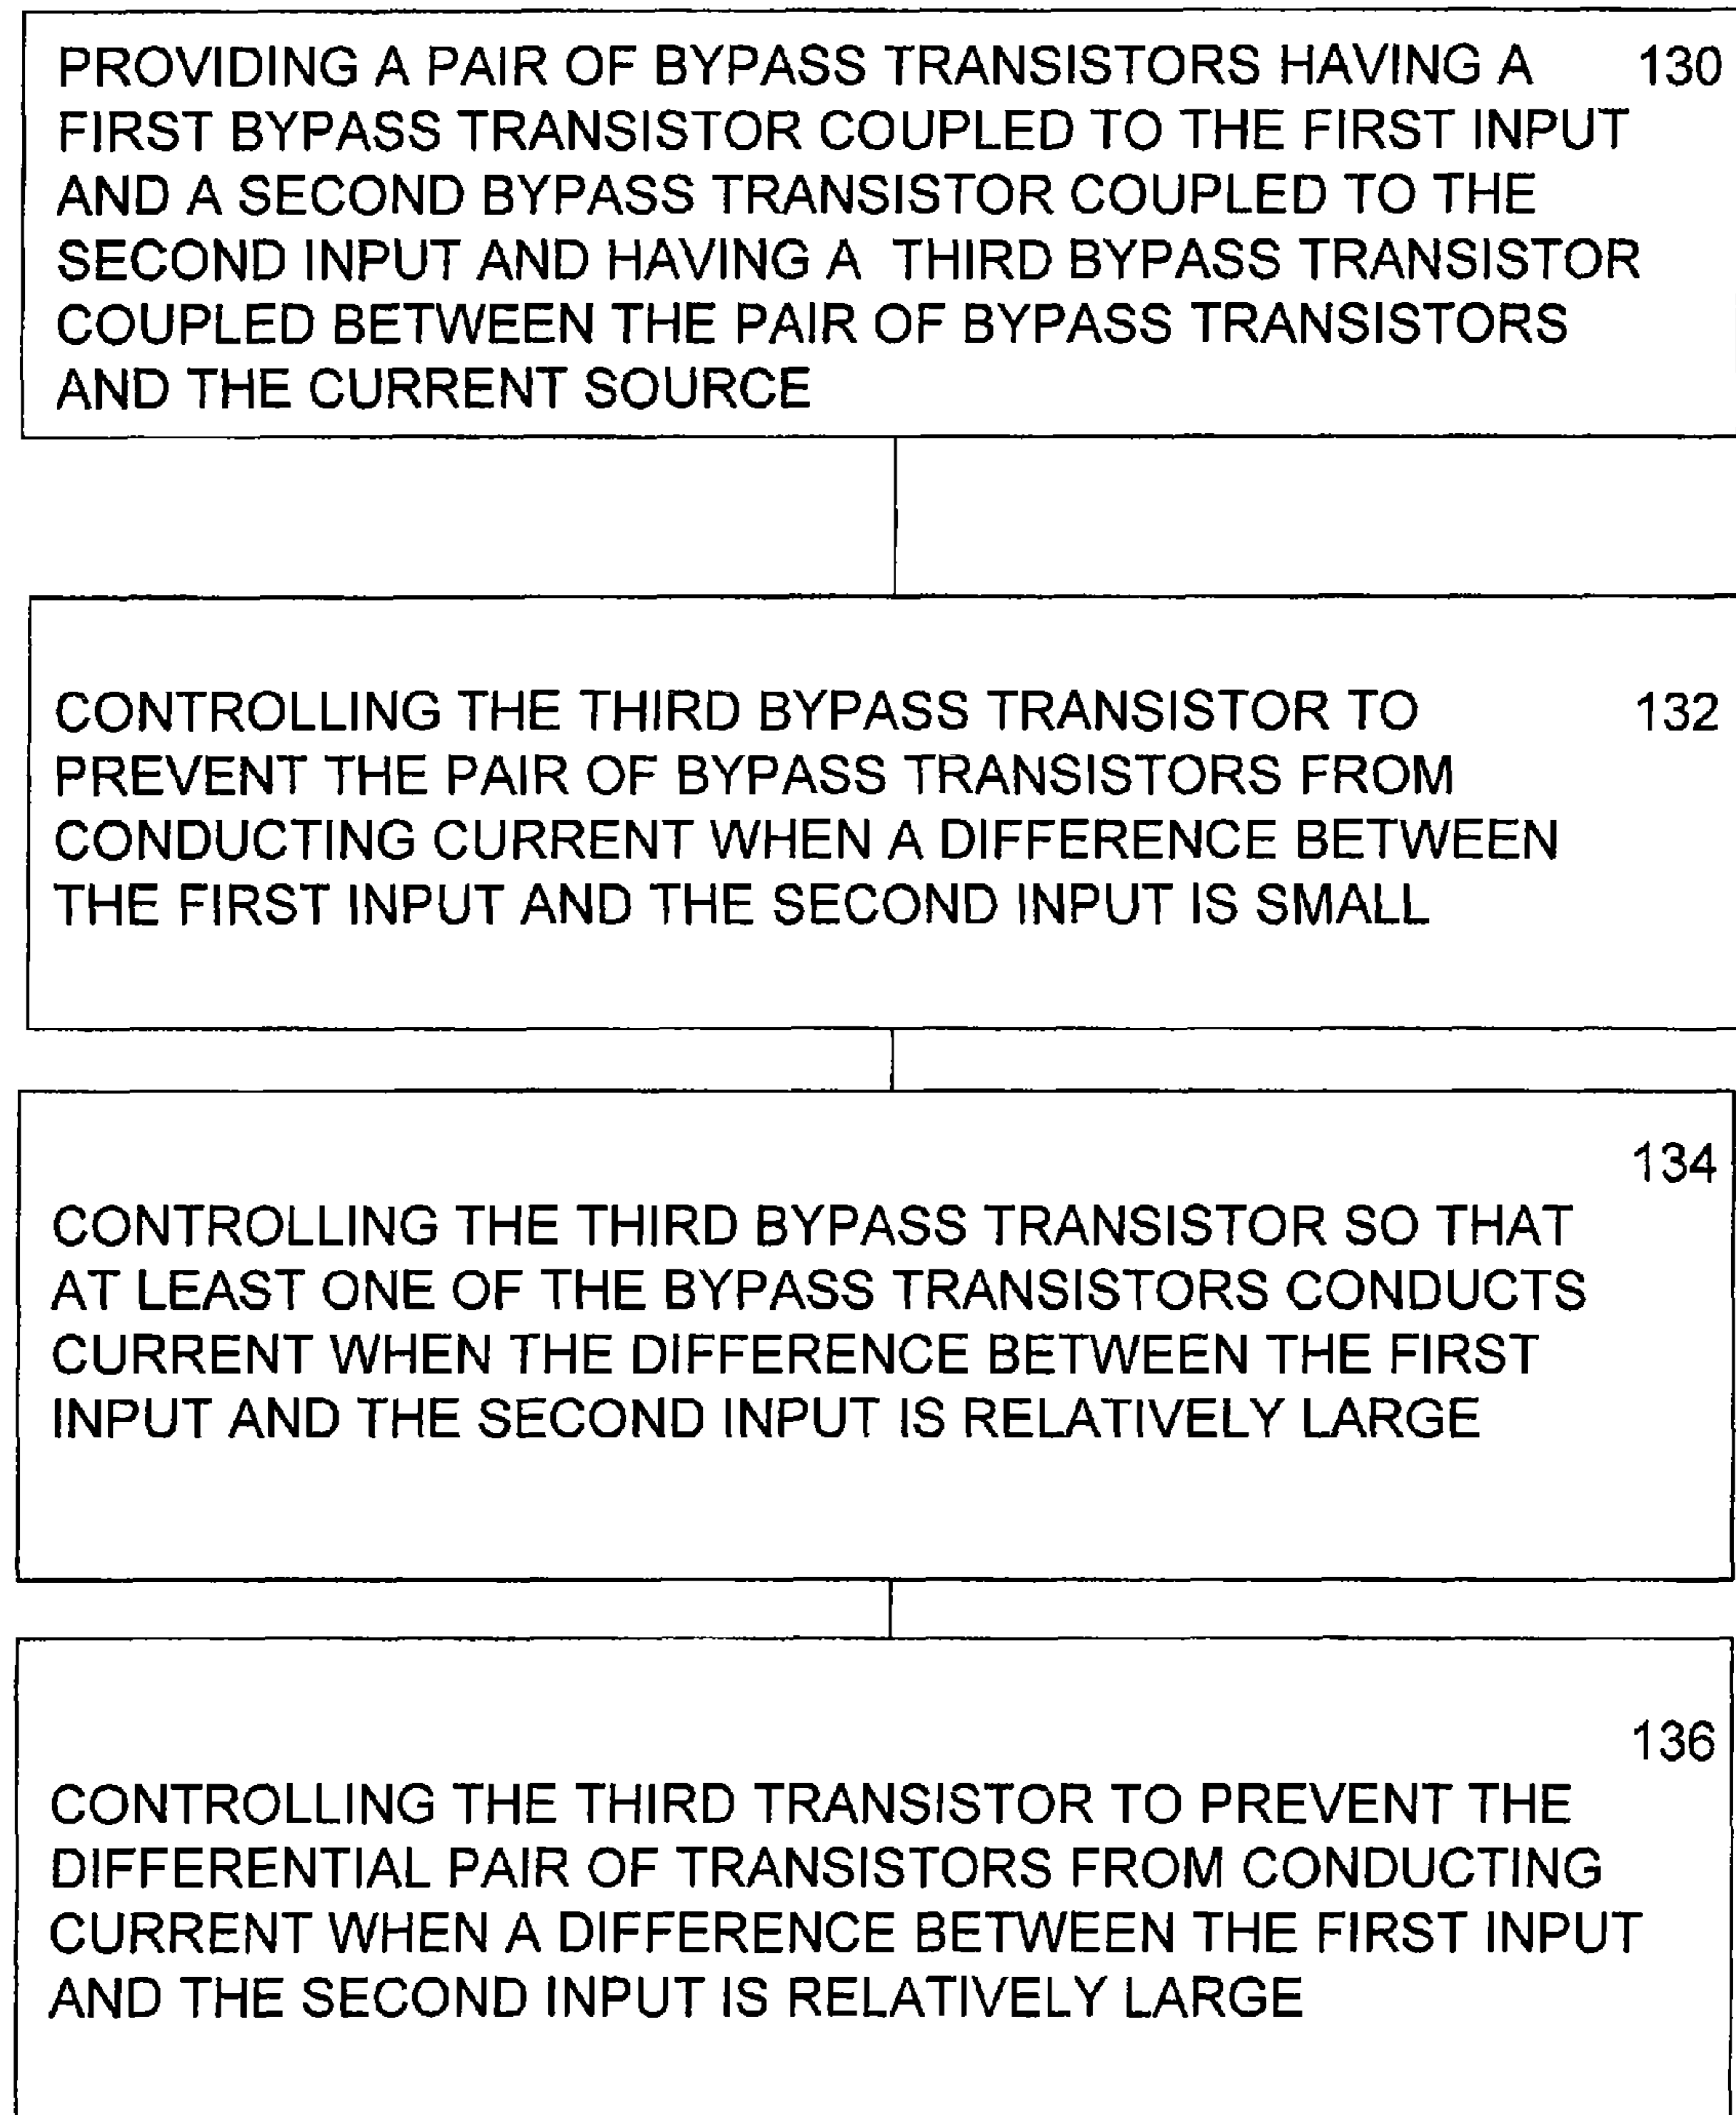 PROVIDING A PAIR OF BYPASS TRANSISTORS HAVING A 130
FIRST BYPASS TRANSISTOR COUPLED TO THE FIRST INPUT
AND A SECOND BYPASS TRANSISTOR COUPLED TO THE
SECOND INPUT AND HAVING A THIRD BYPASS TRANSISTOR
COUPLED BETWEEN THE PAIR OF BYPASS TRANSISTORS
AND THE CURRENT SOURCE
CONTROLLING THE THIRD BYPASS TRANSISTOR TO 132
PREVENT THE PAIR OF BYPASS TRANSISTORS FROM
CONDUCTING CURRENT WHEN A DIFFERENCE BETWEEN
THE FIRST INPUT AND THE SECOND INPUT IS SMALL
134
CONTROLLING THE THIRD BYPASS TRANSISTOR SO THAT
AT LEAST ONE OF THE BYPASS TRANSISTORS CONDUCTS
CURRENT WHEN THE DIFFERENCE BETWEEN THE FIRST
INPUT AND THE SECOND INPUT IS RELATIVELY LARGE
136
CONTROLLING THE THIRD TRANSISTOR TO PREVENT THE
DIFFERENTIAL PAIR OF TRANSISTORS FROM CONDUCTING
CURRENT WHEN A DIFFERENCE BETWEEN THE FIRST INPUT
AND THE SECOND INPUT IS RELATIVELY LARGE